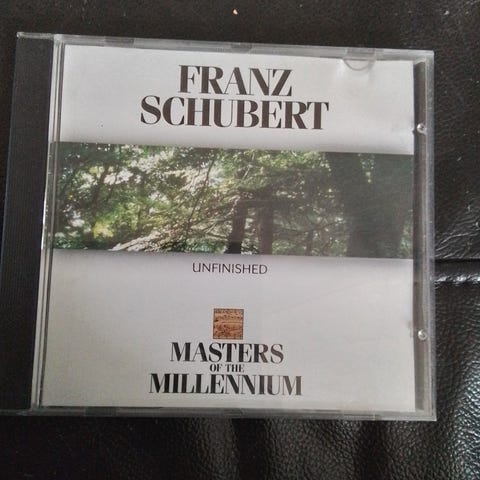 FRANZ
SCHUBERT
UNFINISHED
MASTERS
OF THE
MILLENNIUM